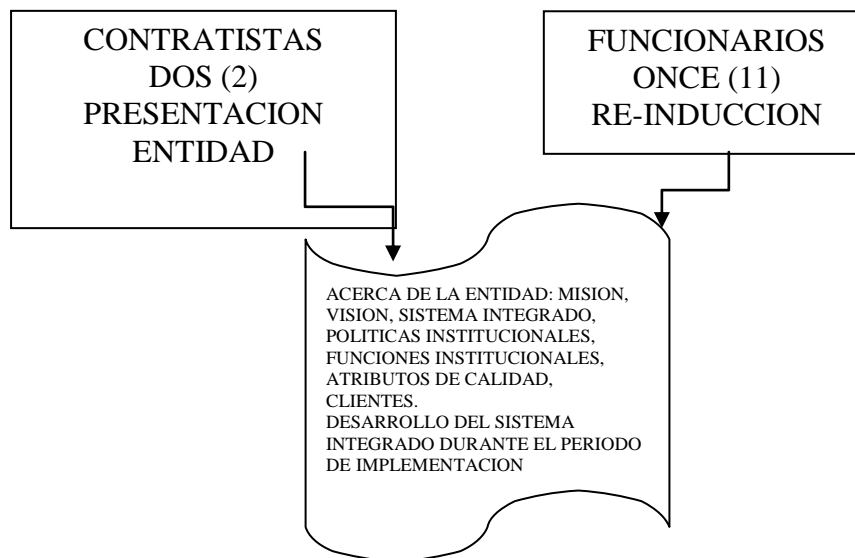 CONTRATISTAS
DOS (2)
PRESENTACION
ENTIDAD
FUNCIONARIOS
ONCE (11)
RE-INDUCCION
ACERCA DE LA ENTIDAD: MISION,
VISION, SISTEMA INTEGRADO,
POLITICAS INSTITUCIONALES,
FUNCIONES INSTITUCIONALES,
ATRIBUTOS DE CALIDAD,
CLIENTES.
DESARROLLO DEL SISTEMA
INTEGRADO DURANTE EL PERIODO
DE IMPLEMENTACION